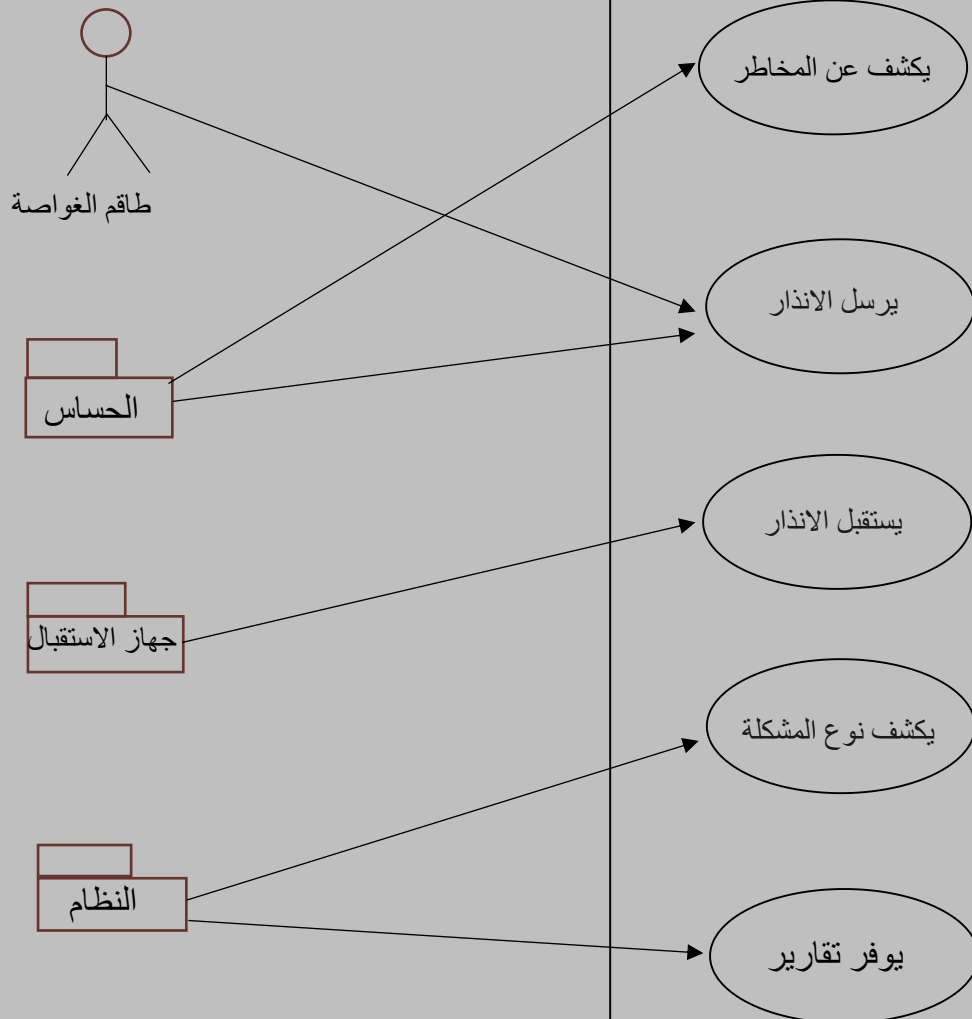 يكشف عن المخاطر
طاقم الغواصة
يرسل الانذار
الحساس
يستقبل الانذار
جهاز الاستقبال
يكشف نوع المشكلة
النظام
يوفر تقارير